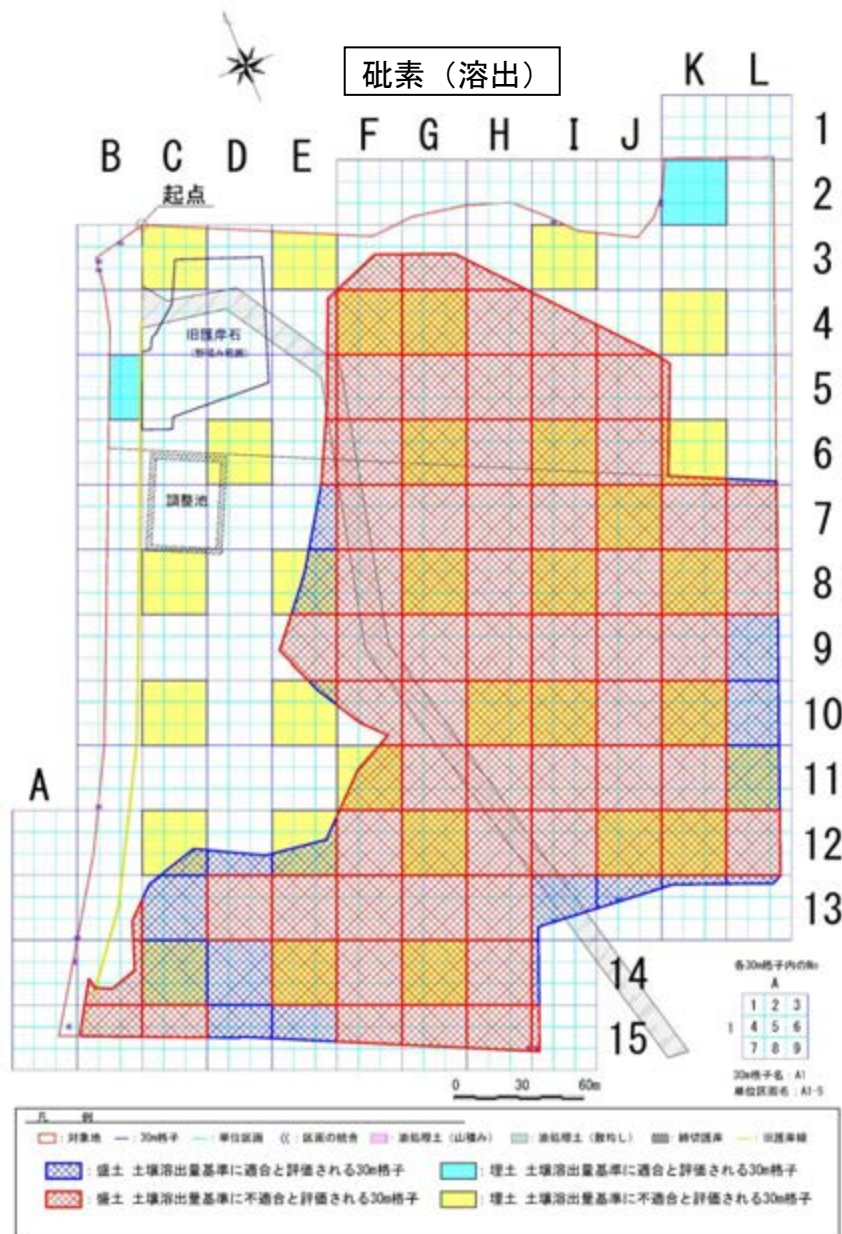 砒素（溶出）
K L
F G H I J
B C D E
1
起点
2
3
4
旧護岸石
5
6
調整池
7
8
9
10
11
A
12
13
14
各30m格子内のNo
A
1 2 3
1 4 5 6
7 8 9
15
30m格子名：A1
単位区画名：A1-5
0 30 60m
凡 例
：対象地 ：30m格子 ：単位区画 ：区画の統合 ：油処理土（山積み） ：油処理土（敷均し） ：締切護岸 ：旧護岸線
：盛土 土壌溶出量基準に適合と評価される30m格子 ：埋土 土壌溶出量基準に適合と評価される30m格子
：盛土 土壌溶出量基準に不適合と評価される30m格子 ：埋土 土壌溶出量基準に不適合と評価される30m格子